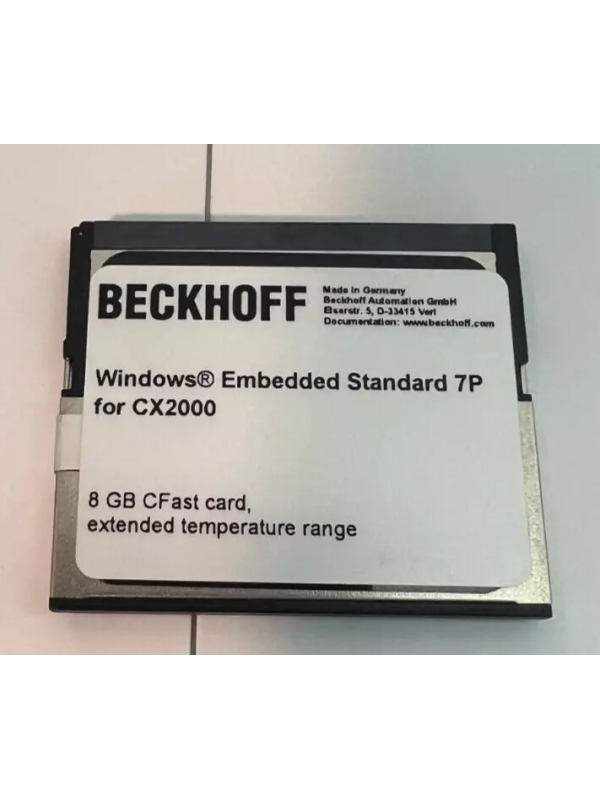 BECKHOFF
Made in Germany
Beckhoff Automation GmbH
Eiserstr. 5, D-33415 Verl
Documentation: www.beckhoff.com
Windows® Embedded Standard 7P
for CX2000
8 GB CFast card,
extended temperature range